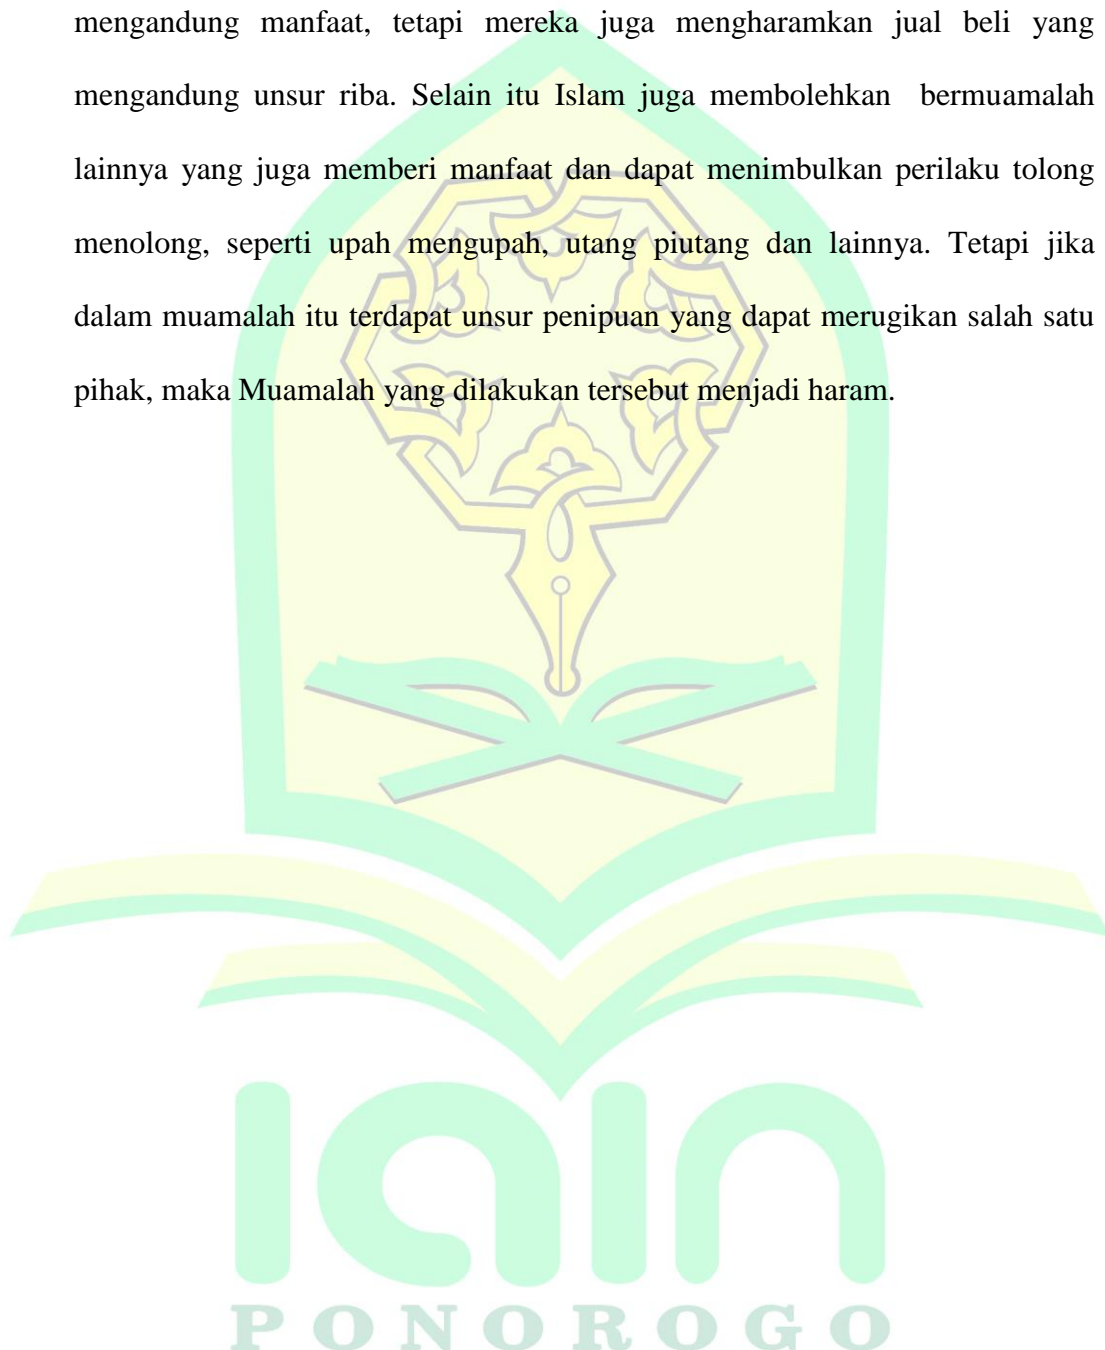 mengandung manfaat, tetapi mereka juga mengharamkan jual beli yang
mengandung unsur riba. Selain itu Islam juga membolehkan bermuamalah
lainnya yang juga memberi manfaat dan dapat menimbulkan perilaku tolong
menolong, seperti upah mengupah, utang piutang dan lainnya. Tetapi jika
dalam muamalah itu terdapat unsur penipuan yang dapat merugikan salah satu
pihak, maka Muamalah yang dilakukan tersebut menjadi haram.
iain
PONOROGO